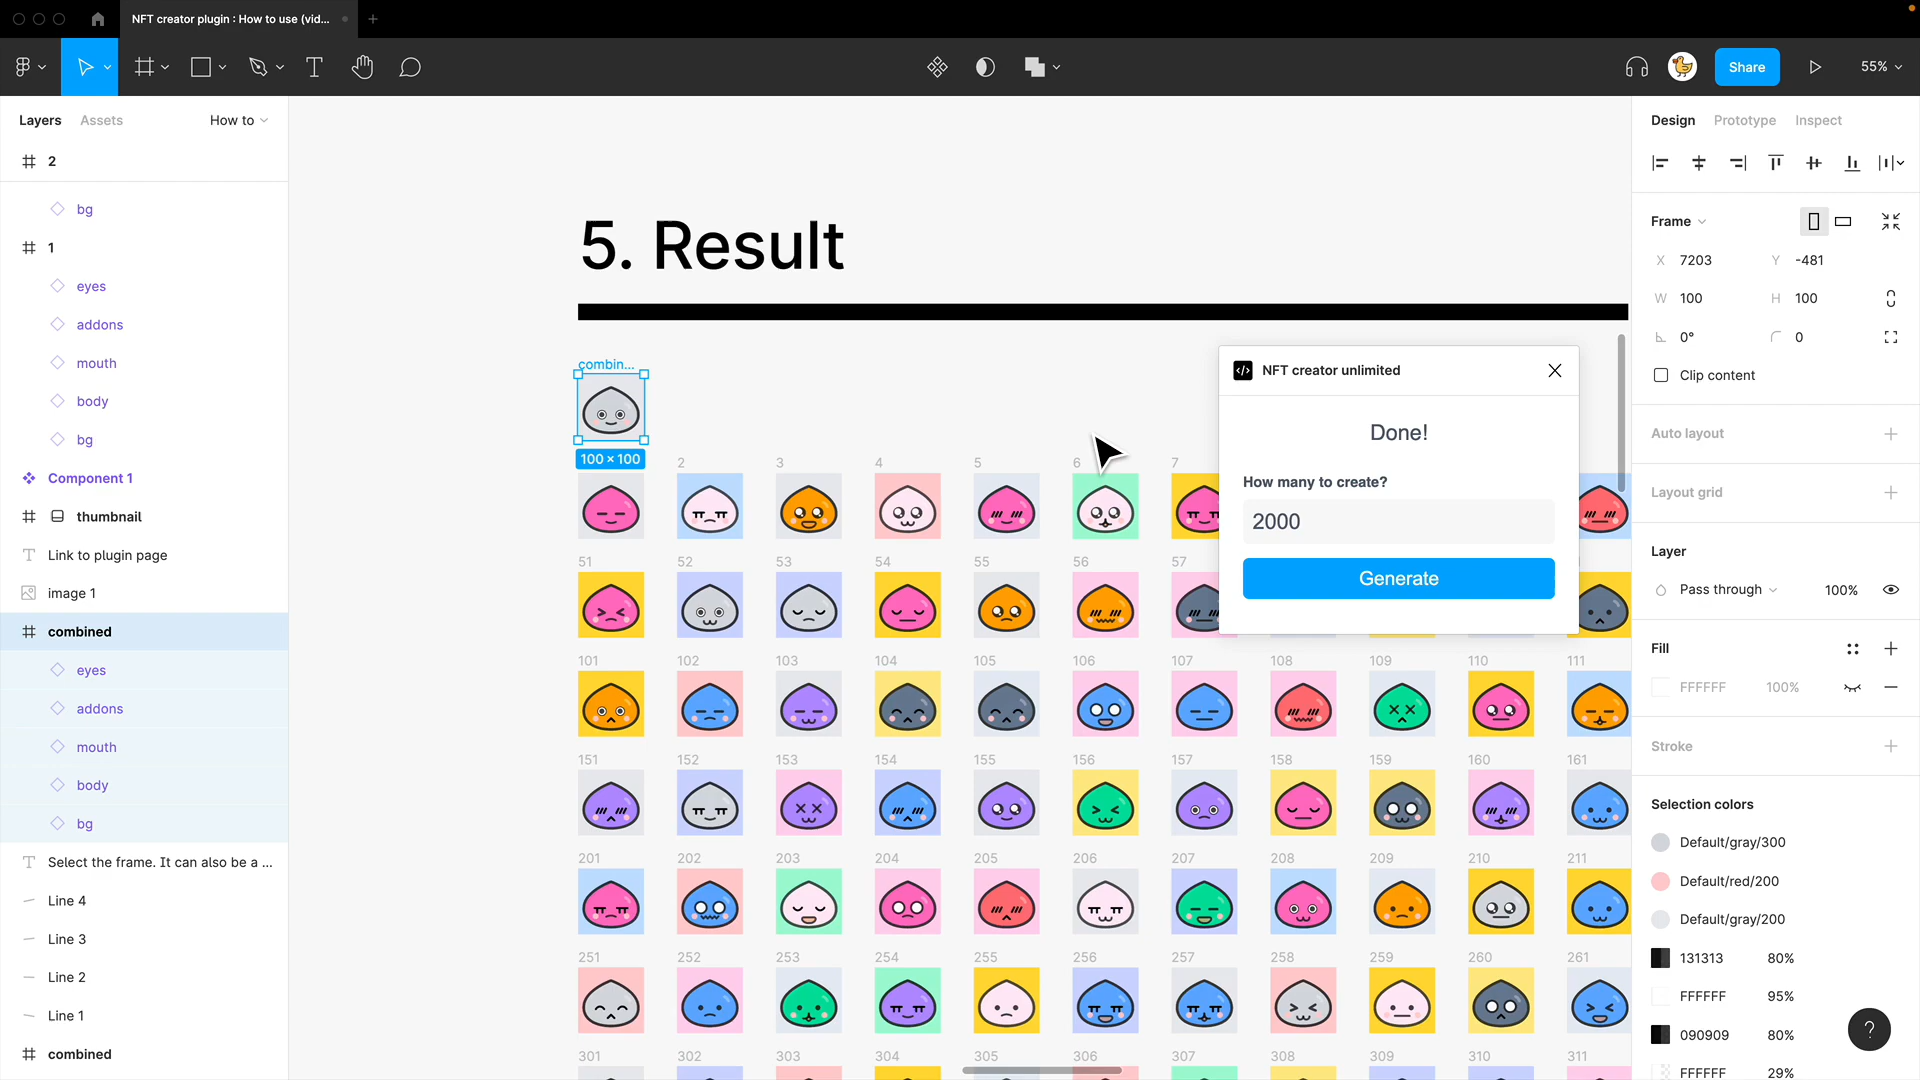 NFT creator plugin : How to use (vid...
Share
55%
Layers
Assets
How to
2
bg
1
eyes
addons
mouth
body
bg
Component 1
thumbnail
Link to plugin page
image 1
combined
eyes
addons
mouth
body
bg
Select the frame. It can also be a ...
Line 4
Line 3
Line 2
Line 1
combined
5. Result
combin...
100 × 100
2 3 4 5 6 7
51 52 53 54 55 56 57
101 102 103 104 105 106 107 108 109 110 111
151 152 153 154 155 156 157 158 159 160 161
201 202 203 204 205 206 207 208 209 210 211
251 252 253 254 255 256 257 258 259 260 261
301 302 303 304 305 306 307 308 309 310 311
NFT creator unlimited
Done!
How many to create?
2000
Generate
Design
Prototype
Inspect
Frame
X 7203
Y -481
W 100
H 100
0°
0
Clip content
Auto layout
Layout grid
Layer
Pass through
100%
Fill
FFFFFF
100%
Stroke
Selection colors
Default/gray/300
Default/red/200
Default/gray/200
131313 80%
FFFFFF 95%
090909 80%
FFFFFF 29%
?